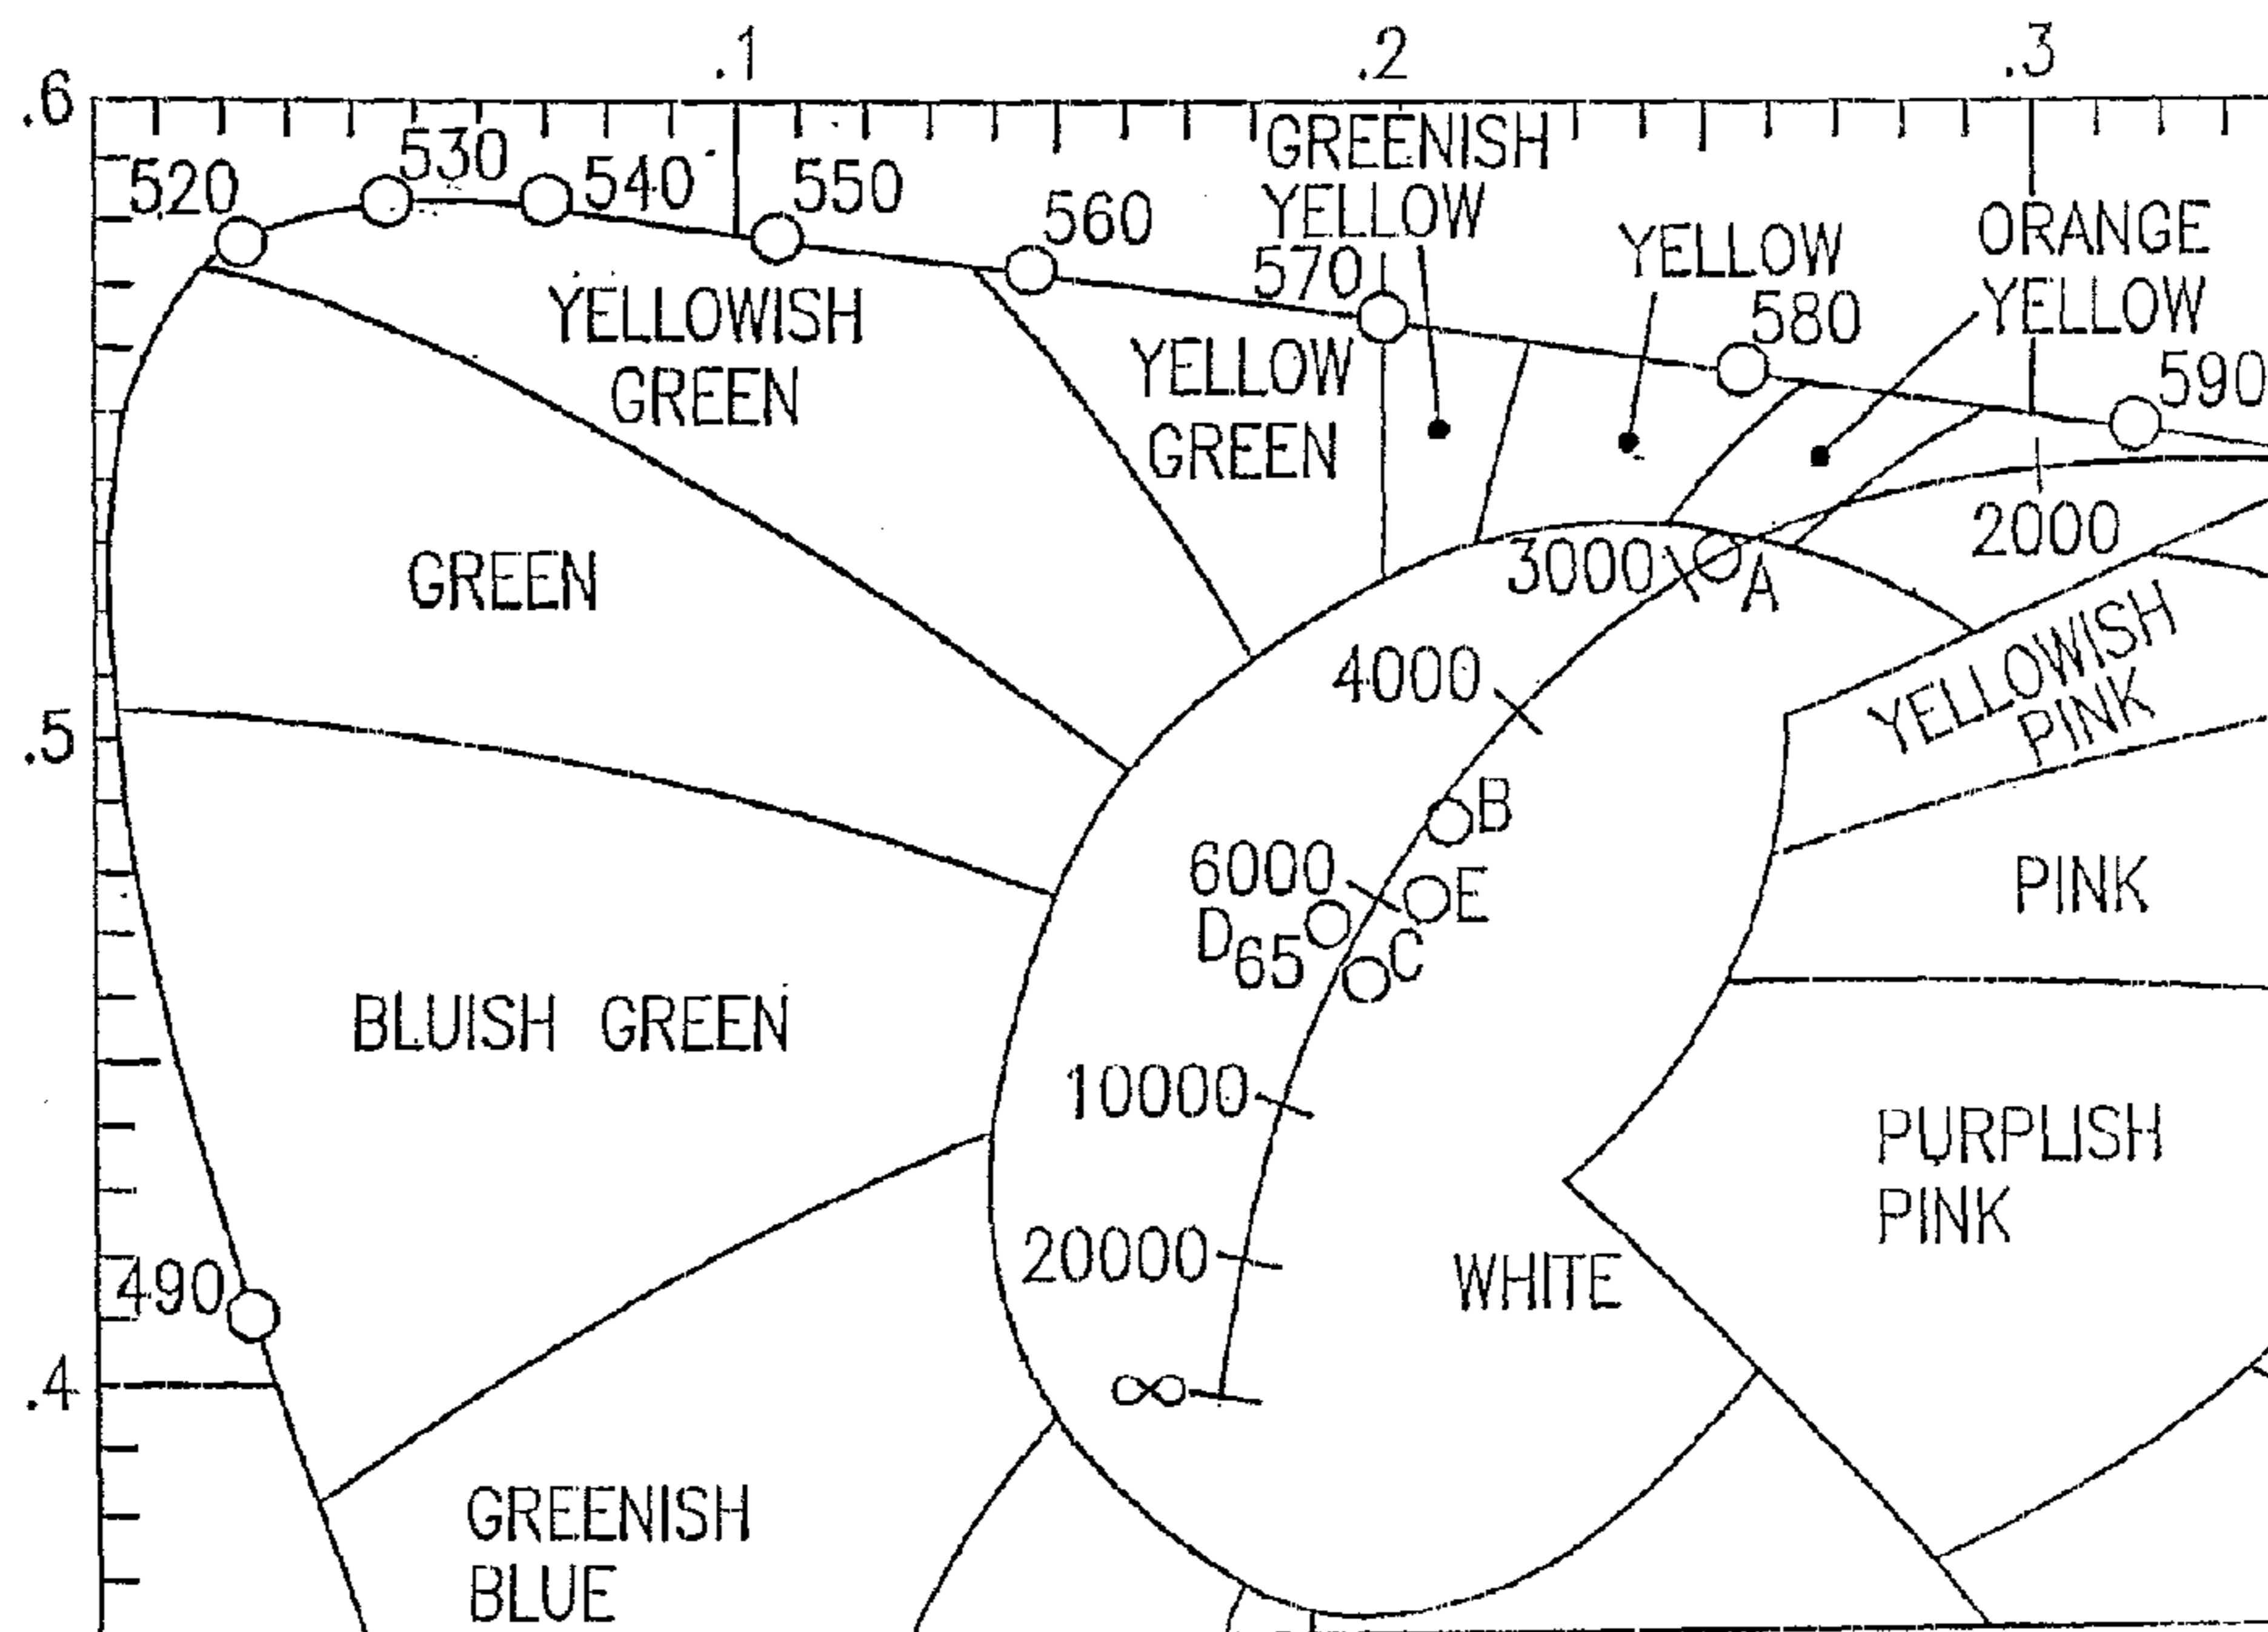 .1
.2
.3
.6
GREENISH
YELLOW
520
530
540
550
560
570
YELLOW
580
ORANGE
YELLOW
590
YELLOWISH
GREEN
YELLOW
GREEN
GREEN
3000
A
2000
4000
YELLOWISH
PINK
.5
B
6000
E
D65
C
PINK
BLUISH GREEN
10000
PURPLISH
PINK
20000
WHITE
490
.4
∞
GREENISH
BLUE